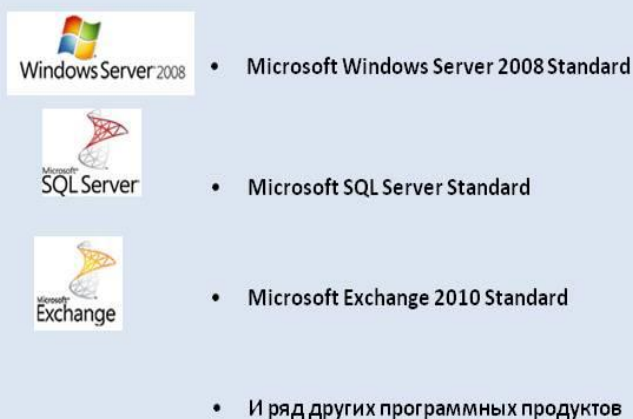 Windows Server 2008
• Microsoft Windows Server 2008 Standard
Microsoft
SQL Server
• Microsoft SQL Server Standard
Microsoft
Exchange
• Microsoft Exchange 2010 Standard
• И ряд других программных продуктов